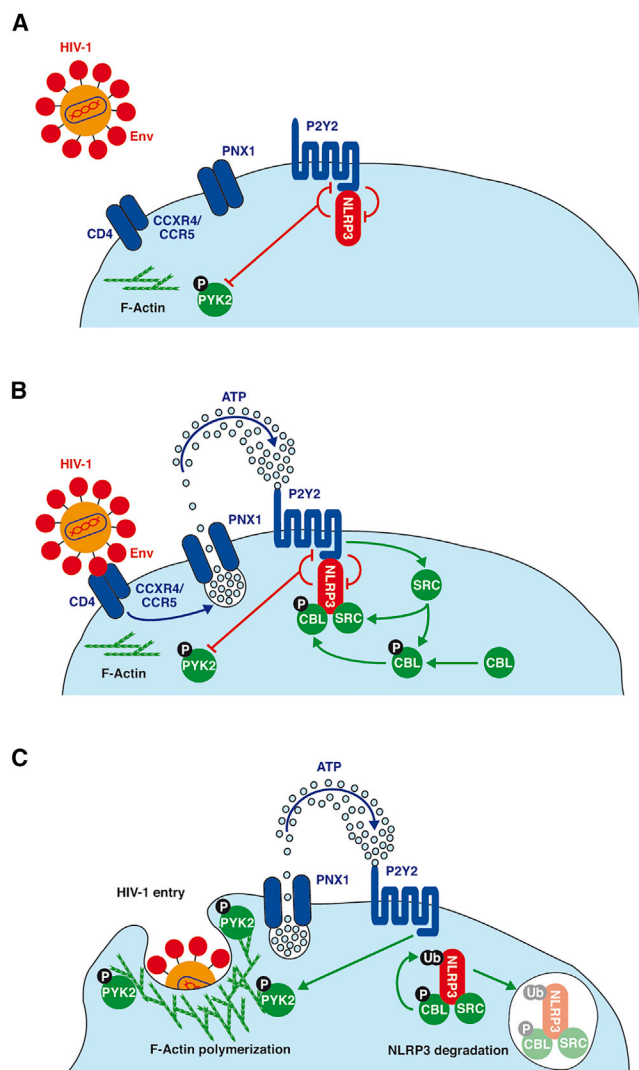 A
HIV-1
Env
P2Y2
PNX1
CCXR4/
CCR5
CD4
NLRP3
P
PYK2
F-Actin
B
ATP
HIV-1
P2Y2
PNX1
Env
CCXR4/
CCR5
CD4
NLRP3
SRC
P
CBL
SRC
P
PYK2
P
CBL
CBL
F-Actin
C
ATP
P2Y2
PNX1
HIV-1 entry
P
PYK2
P
PYK2
P
PYK2
Ub
NLRP3
P
CBL
SRC
Ub
NLRP3
P
CBL
SRC
F-Actin polymerization
NLRP3 degradation